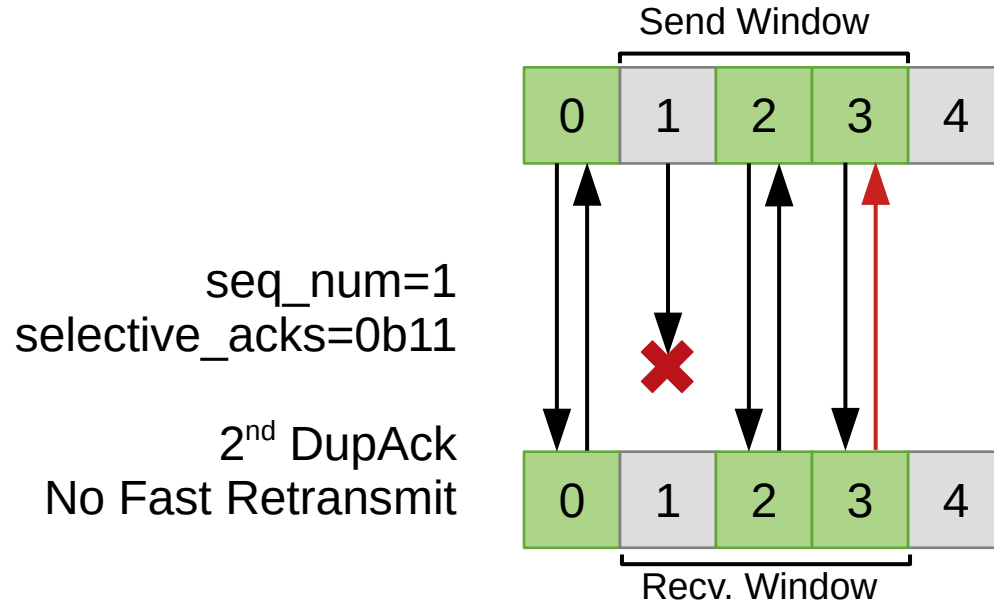 Send Window
0 1 2 3 4
seq_num=1
selective_acks=0b11
2nd DupAck
No Fast Retransmit
0 1 2 3 4
Recv. Window